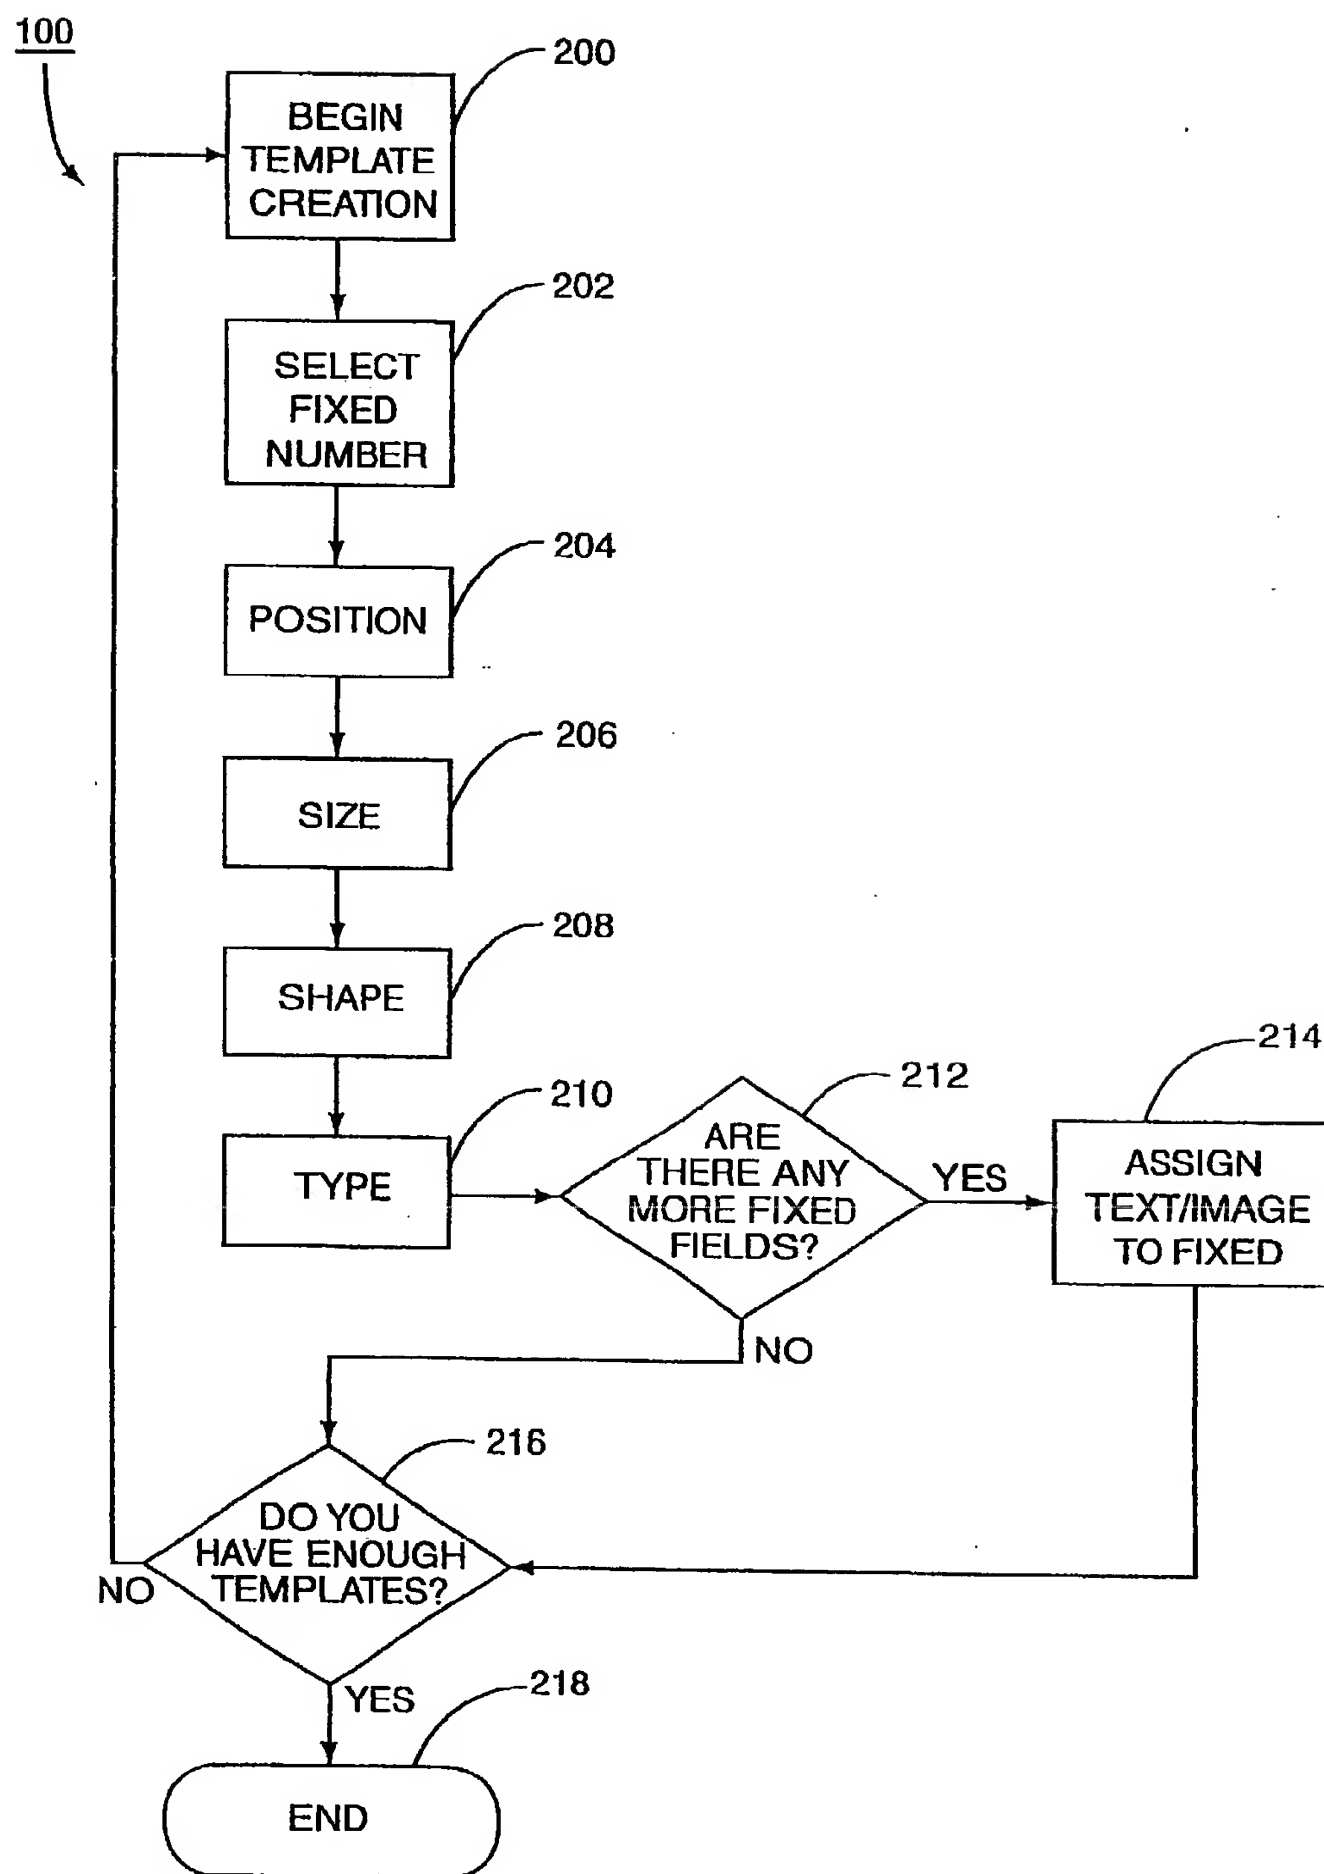 100
200
BEGIN
TEMPLATE
CREATION
202
SELECT
FIXED
NUMBER
204
POSITION
206
SIZE
208
SHAPE
210
TYPE
212
ARE
THERE ANY
MORE FIXED
FIELDS?
YES
NO
214
ASSIGN
TEXT/IMAGE
TO FIXED
216
DO YOU
HAVE ENOUGH
TEMPLATES?
NO
YES
218
END